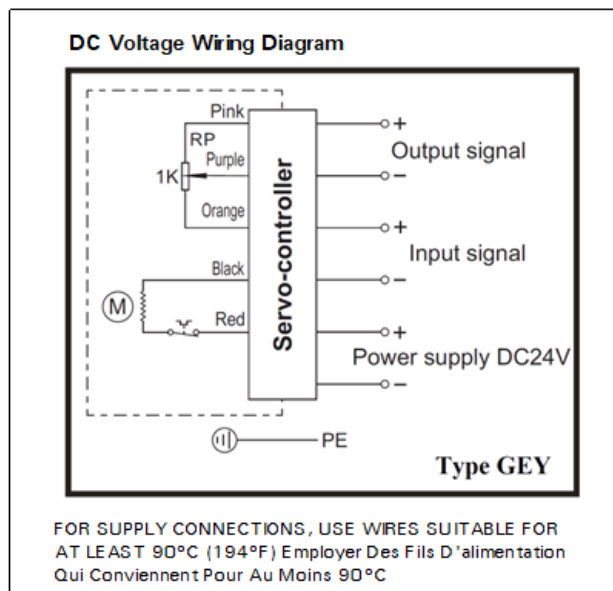 DC Voltage Wiring Diagram
Pink
RP
Purple
1K
Orange
Black
M
Red
Servo-controller
+
Output signal
−
+
Input signal
−
+
Power supply DC24V
−
PE
Type GEY
FOR SUPPLY CONNECTIONS, USE WIRES SUITABLE FOR
AT LEAST 90°C (194°F) Employer Des Fils D'alimentation
Qui Conviennent Pour Au Moins 90°C